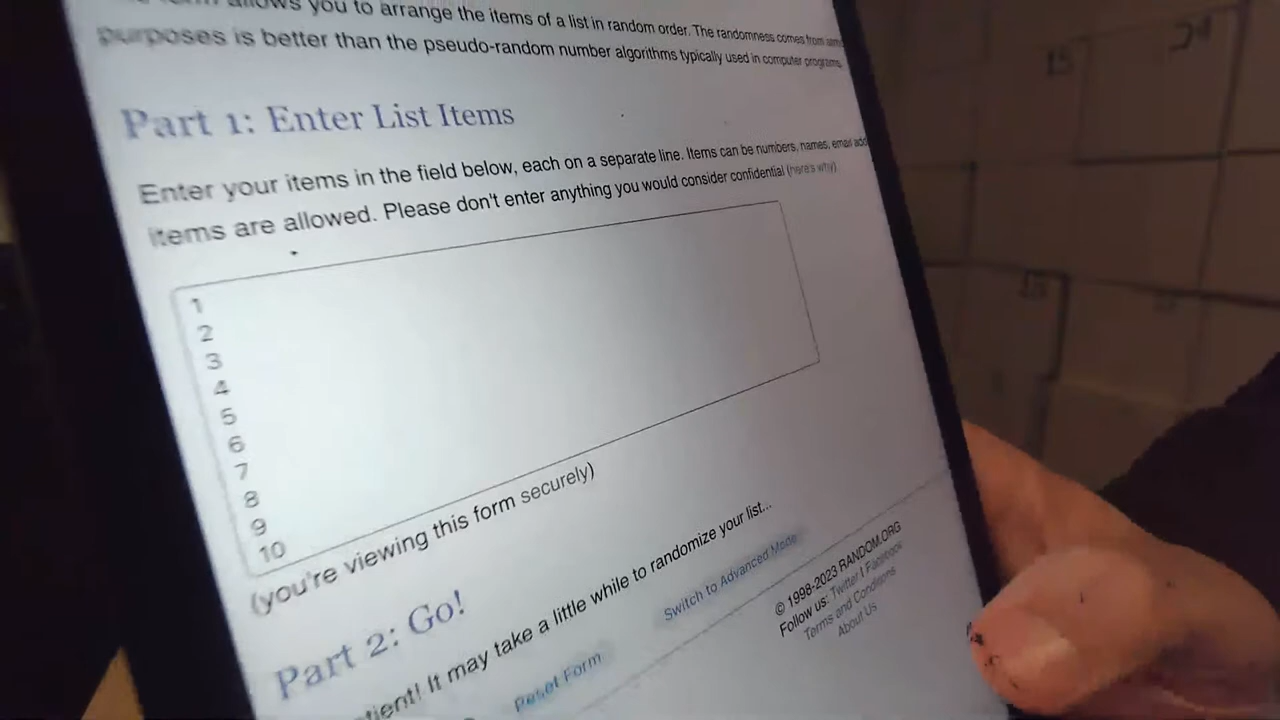 allows you to arrange the items of a list in random order. The randomness comes from
purposes is better than the pseudo-random number algorithms typically used in computer programs.
Part 1: Enter List Items
Enter your items in the field below, each on a separate line. Items can be numbers, names, email add
items are allowed. Please don't enter anything you would consider confidential (here's why)
1
2
3
4
5
6
7
8
9
10
(you're viewing this form securely)
Part 2: Go!
tient! It may take a little while to randomize your list...
Reset Form
Switch to Advanced Mode
© 1998-2023 RANDOM.ORG
Follow us: Twitter | Facebook
Terms and Conditions
About Us
15